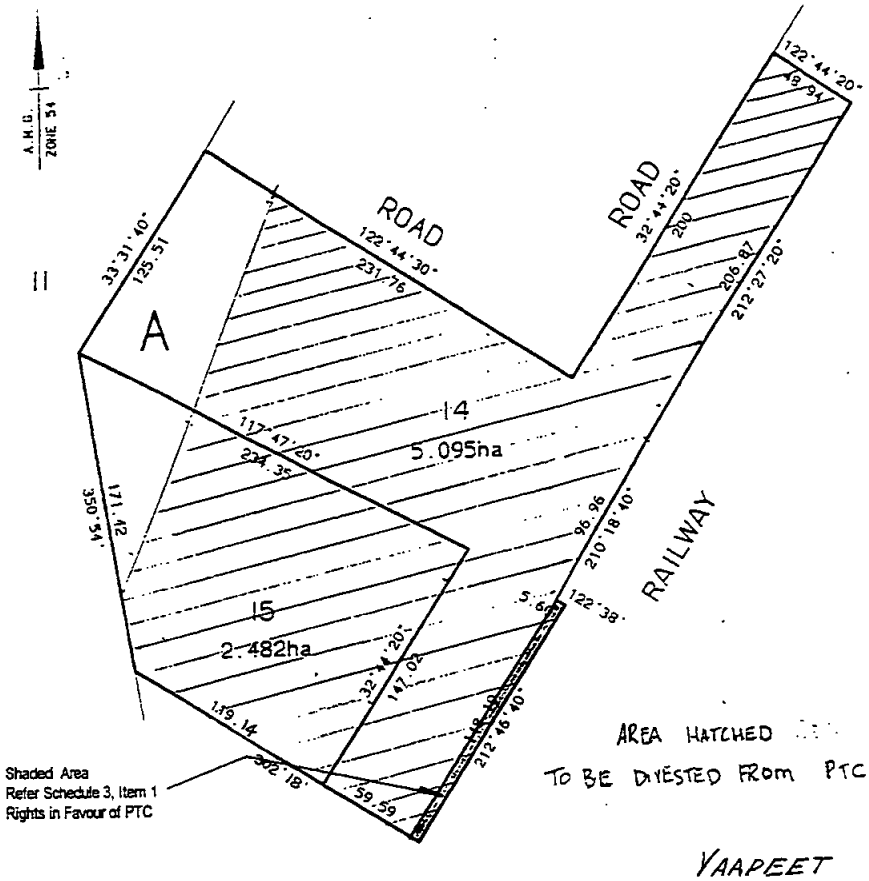 A.M.G.
ZONE 54
122°44'20"
48.94
ROAD
32°44'20"
200
206.87
212°27'20"
ROAD
122°44'30"
231.76
33°31'40"
125.51
A
14
5.095ha
117°47'20"
234.35
171.42
350°54'
96.96
210°18'40"
RAILWAY
122°38'
15
2.482ha
32°44'20"
147.02
212°46'40"
139.14
302°18'
59.59
AREA HATCHED
TO BE DIVESTED FROM PTC
Shaded Area
Refer Schedule 3, Item 1
Rights in Favour of PTC
YAAPEET